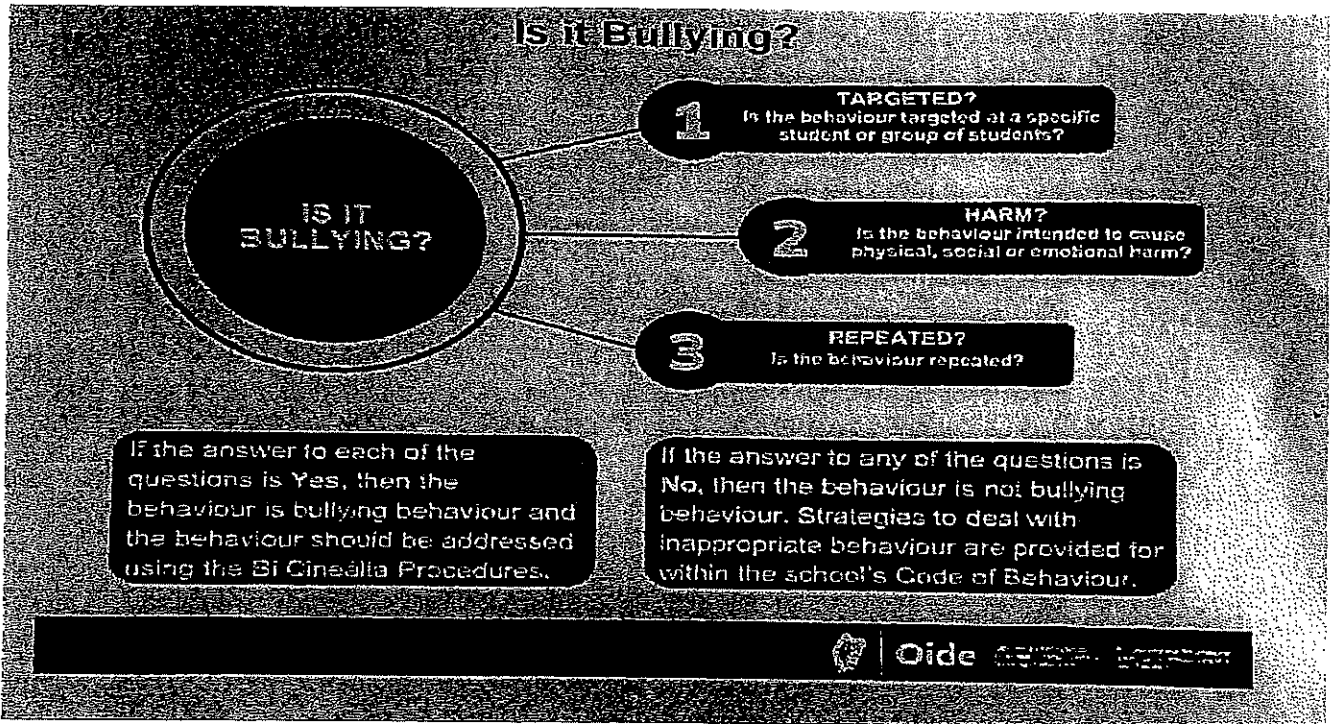 Is it Bullying?
IS IT
BULLYING?
1
TARGETED?
Is the behaviour targeted at a specific
student or group of students?
2
HARM?
Is the behaviour intended to cause
physical, social or emotional harm?
3
REPEATED?
Is the behaviour repeated?
If the answer to each of the
questions is Yes, then the
behaviour is bullying behaviour and
the behaviour should be addressed
using the Bí Cineálta Procedures.
If the answer to any of the questions is
No, then the behaviour is not bullying
behaviour. Strategies to deal with
inappropriate behaviour are provided for
within the school's Code of Behaviour.
Oide